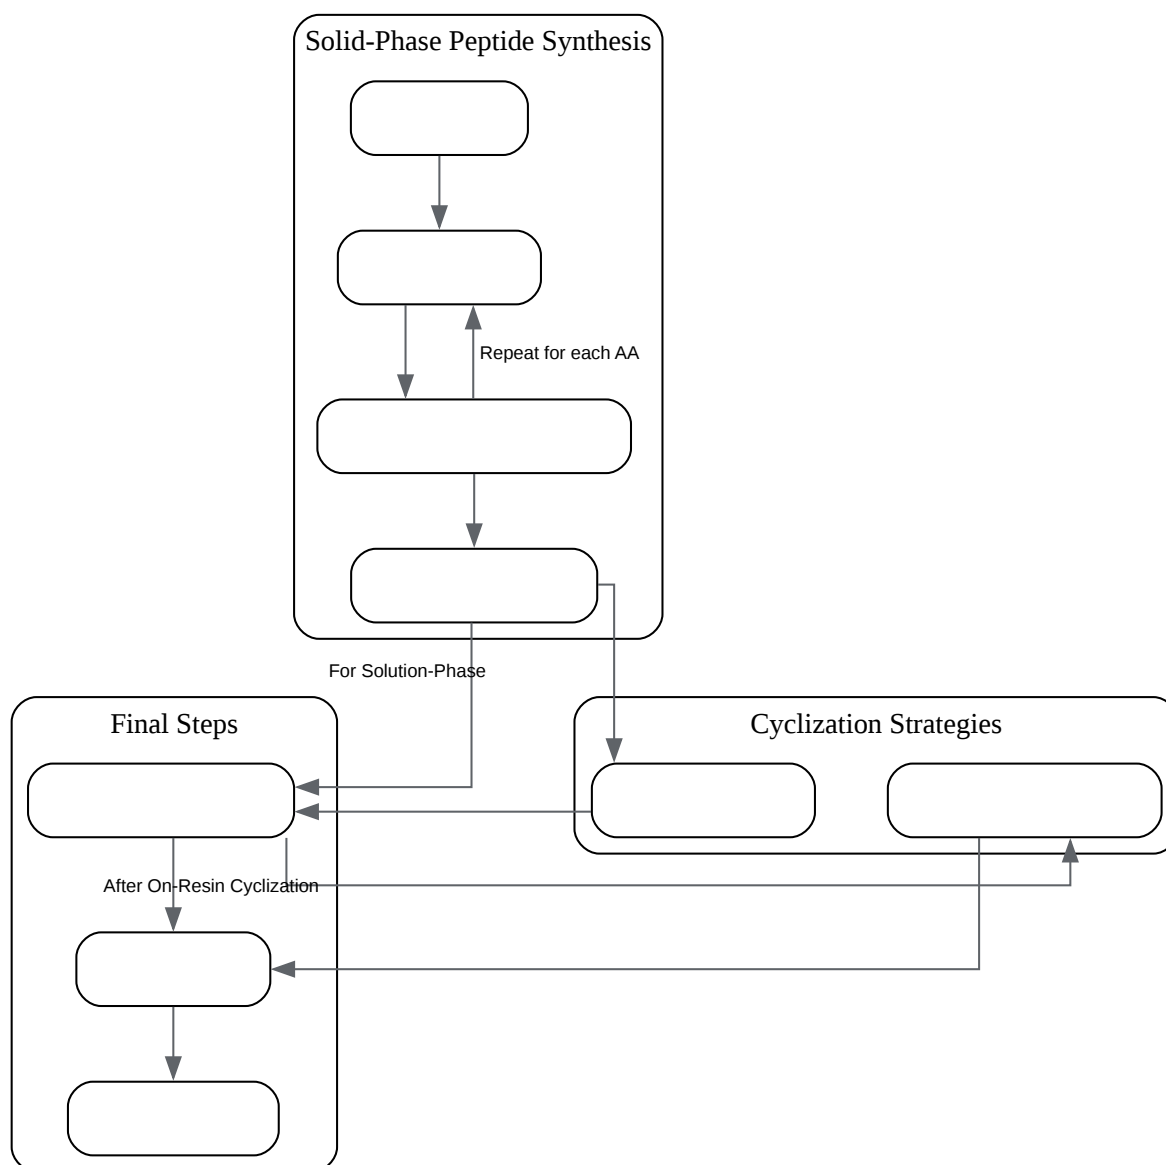 Solid-Phase Peptide Synthesis
Repeat for each AA
For Solution-Phase
Final Steps
Cyclization Strategies
After On-Resin Cyclization